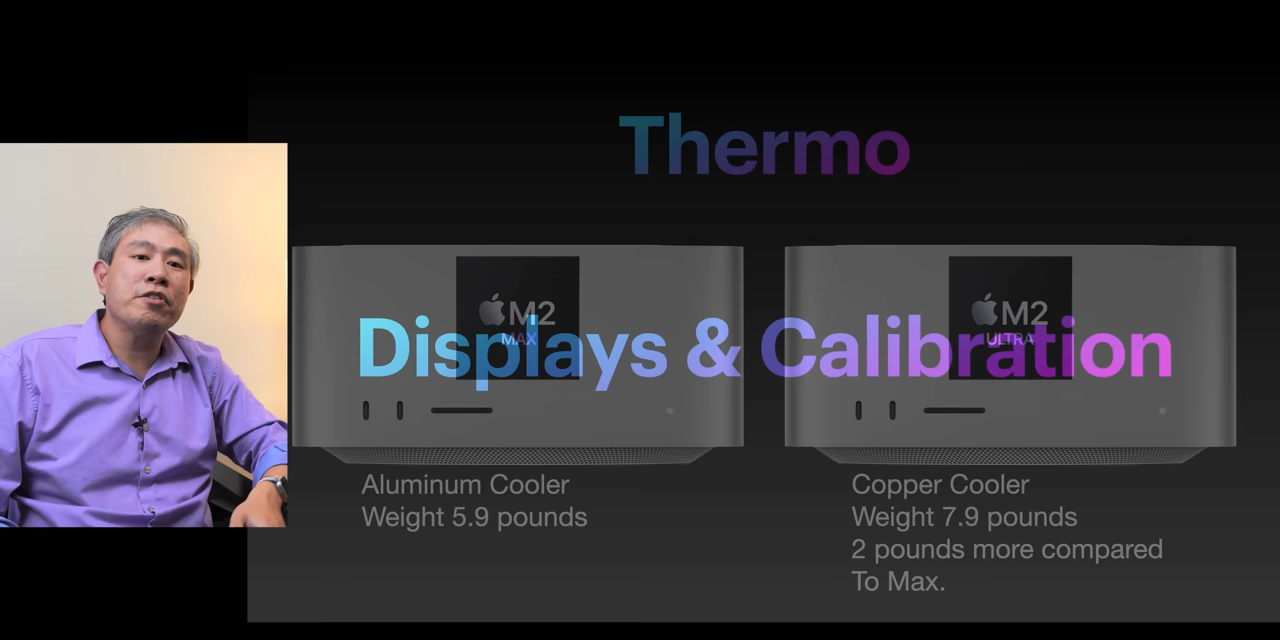 Thermo
M2
MAX
M2
ULTRA
Displays & Calibration
Aluminum Cooler
Weight 5.9 pounds
Copper Cooler
Weight 7.9 pounds
2 pounds more compared
To Max.